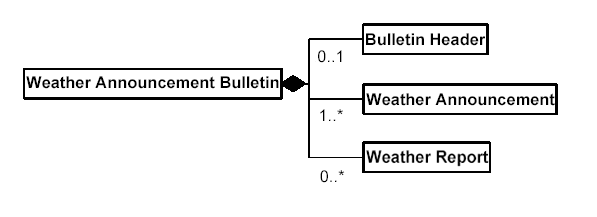 Bulletin Header
0..1
Weather Announcement Bulletin
Weather Announcement
1..*
Weather Report
0..*